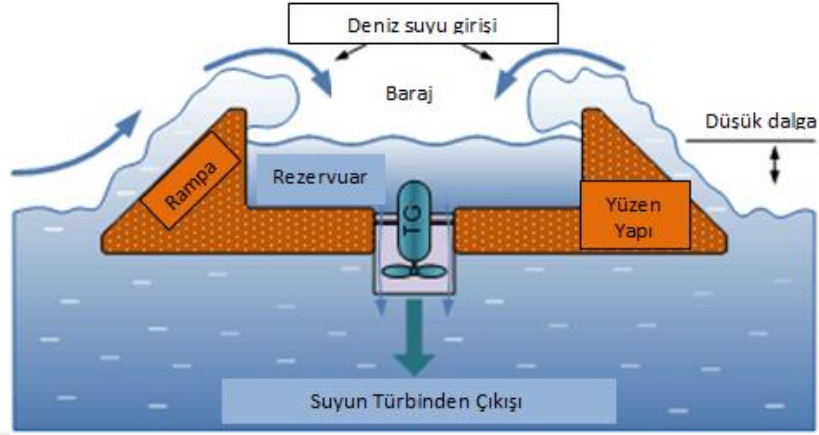 Deniz suyu girişi
Baraj
Düşük dalga
Rampa
Rezervuar
TG
Yüzen
Yapı
Suyun Türbinden Çıkışı